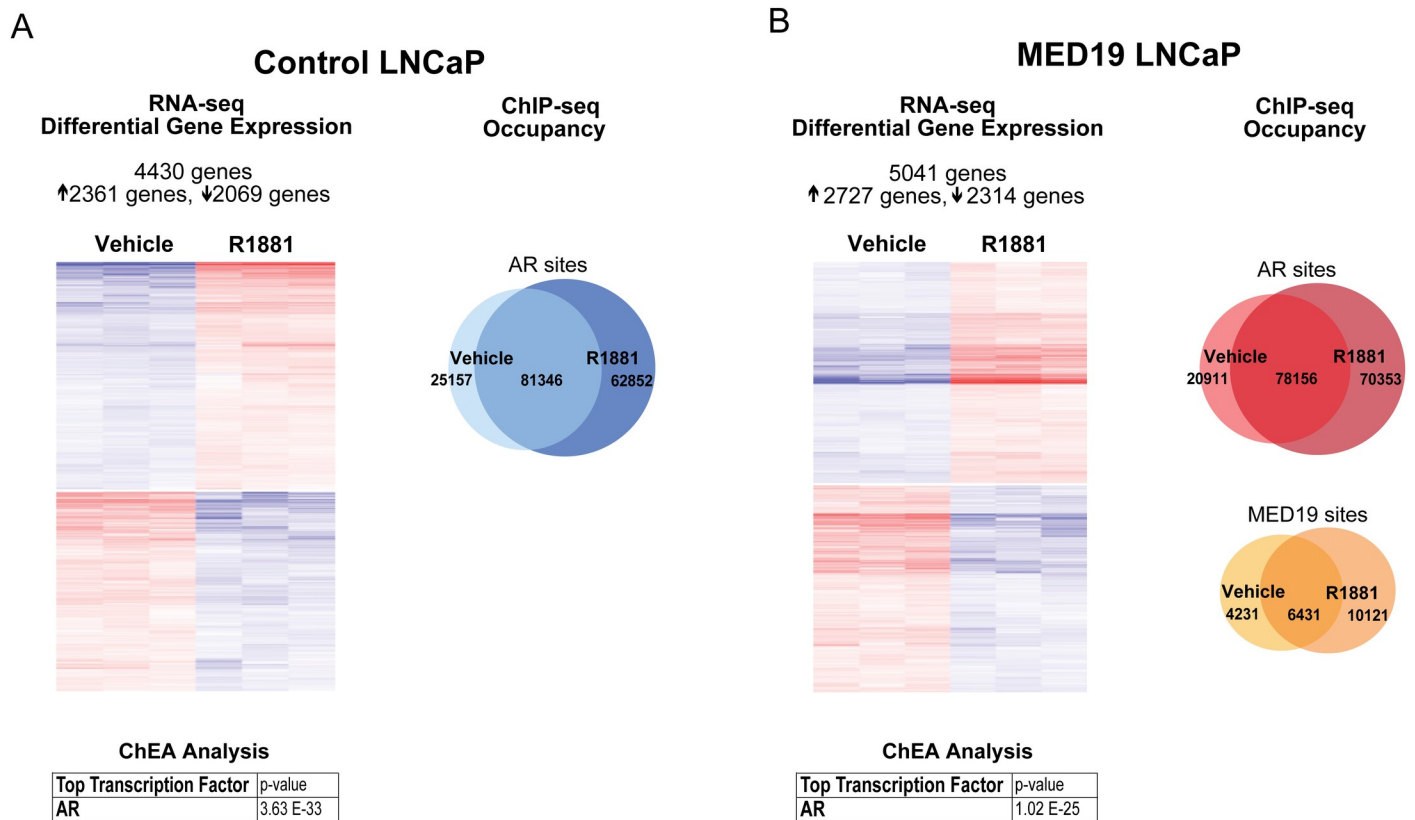 A
Control LNCaP
RNA-seq
Differential Gene Expression
4430 genes
↑2361 genes, ↓2069 genes
Vehicle R1881
ChIP-seq
Occupancy
AR sites
Vehicle R1881
25157 81346 62852
ChEA Analysis
Top Transcription Factor p-value
AR 3.63 E-33
B
MED19 LNCaP
RNA-seq
Differential Gene Expression
5041 genes
↑ 2727 genes, ↓ 2314 genes
Vehicle R1881
ChIP-seq
Occupancy
AR sites
Vehicle R1881
20911 78156 70353
MED19 sites
Vehicle R1881
4231 6431 10121
ChEA Analysis
Top Transcription Factor p-value
AR 1.02 E-25